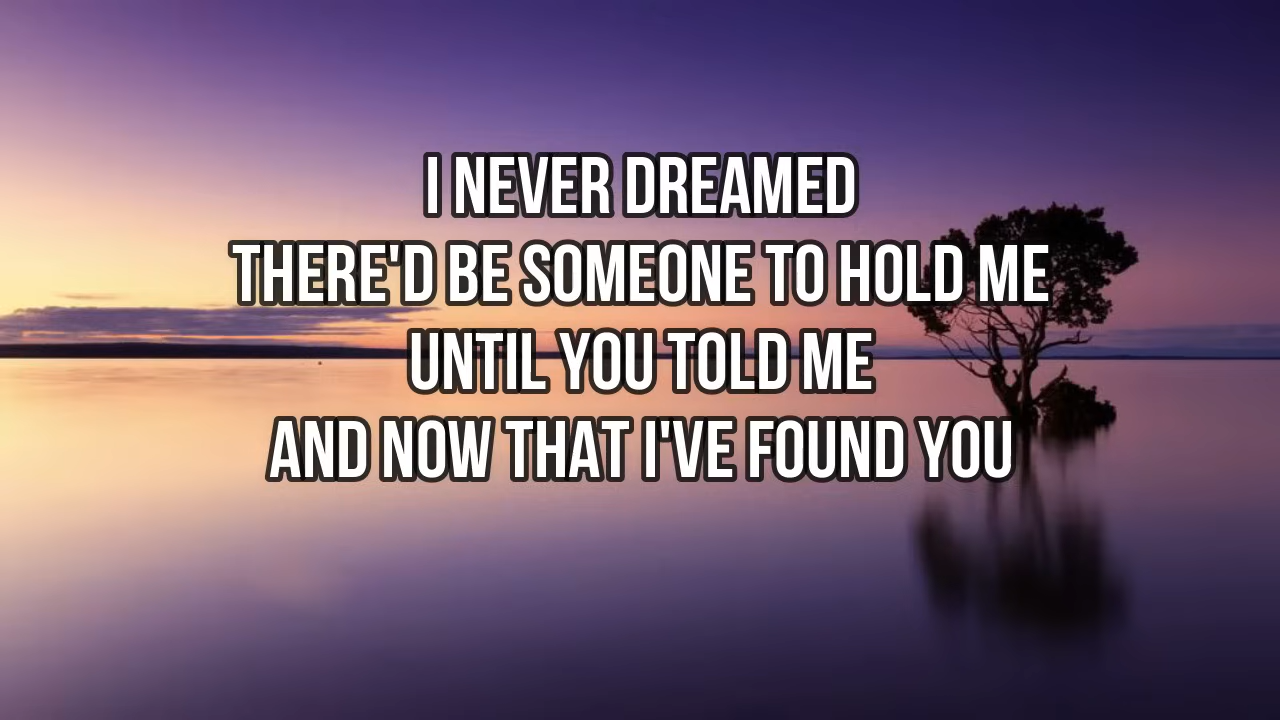 I NEVER DREAMED
THERE'D BE SOMEONE TO HOLD ME
UNTIL YOU TOLD ME
AND NOW THAT I'VE FOUND YOU